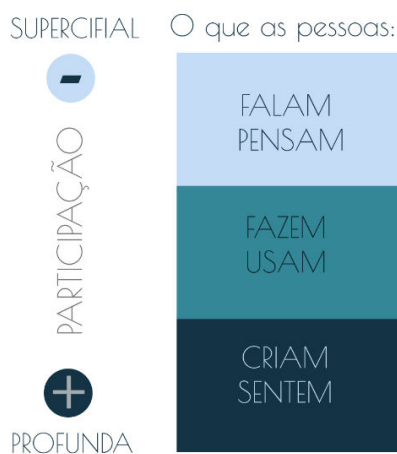 SUPERCIFIAL
O que as pessoas:
-
PARTICIPAÇÃO
+
PROFUNDA
FALAM
PENSAM
FAZEM
USAM
CRIAM
SENTEM